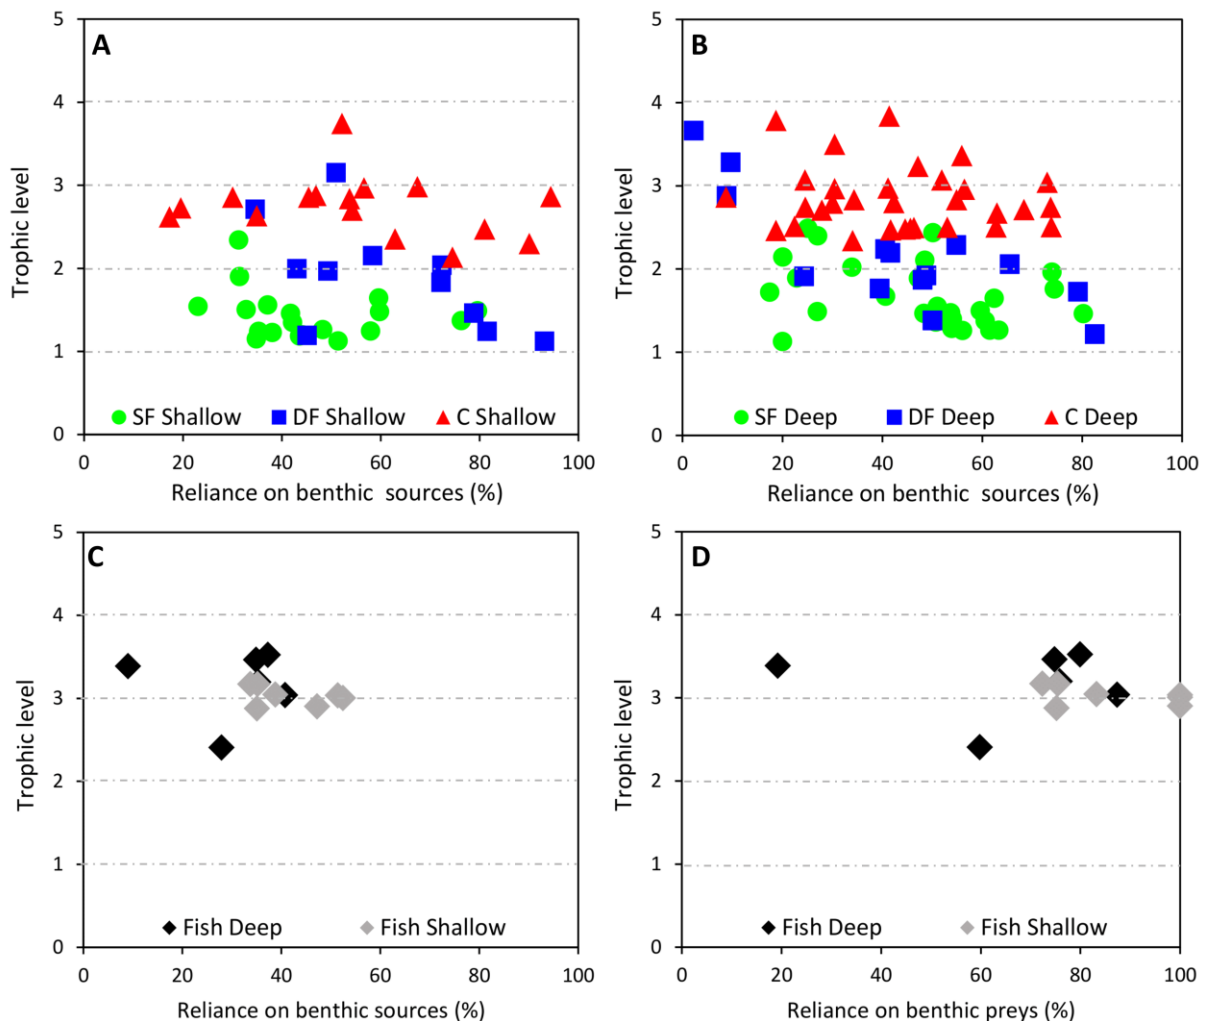 A
Trophic level
5
4
3
2
1
0
SF Shallow DF Shallow C Shallow
0 20 40 60 80 100
Reliance on benthic sources (%)
B
Trophic level
5
4
3
2
1
0
SF Deep DF Deep C Deep
0 20 40 60 80 100
Reliance on benthic sources (%)
C
Trophic level
5
4
3
2
1
0
Fish Deep Fish Shallow
0 20 40 60 80 100
Reliance on benthic sources (%)
D
Trophic level
5
4
3
2
1
0
Fish Deep Fish Shallow
0 20 40 60 80 100
Reliance on benthic preys (%)